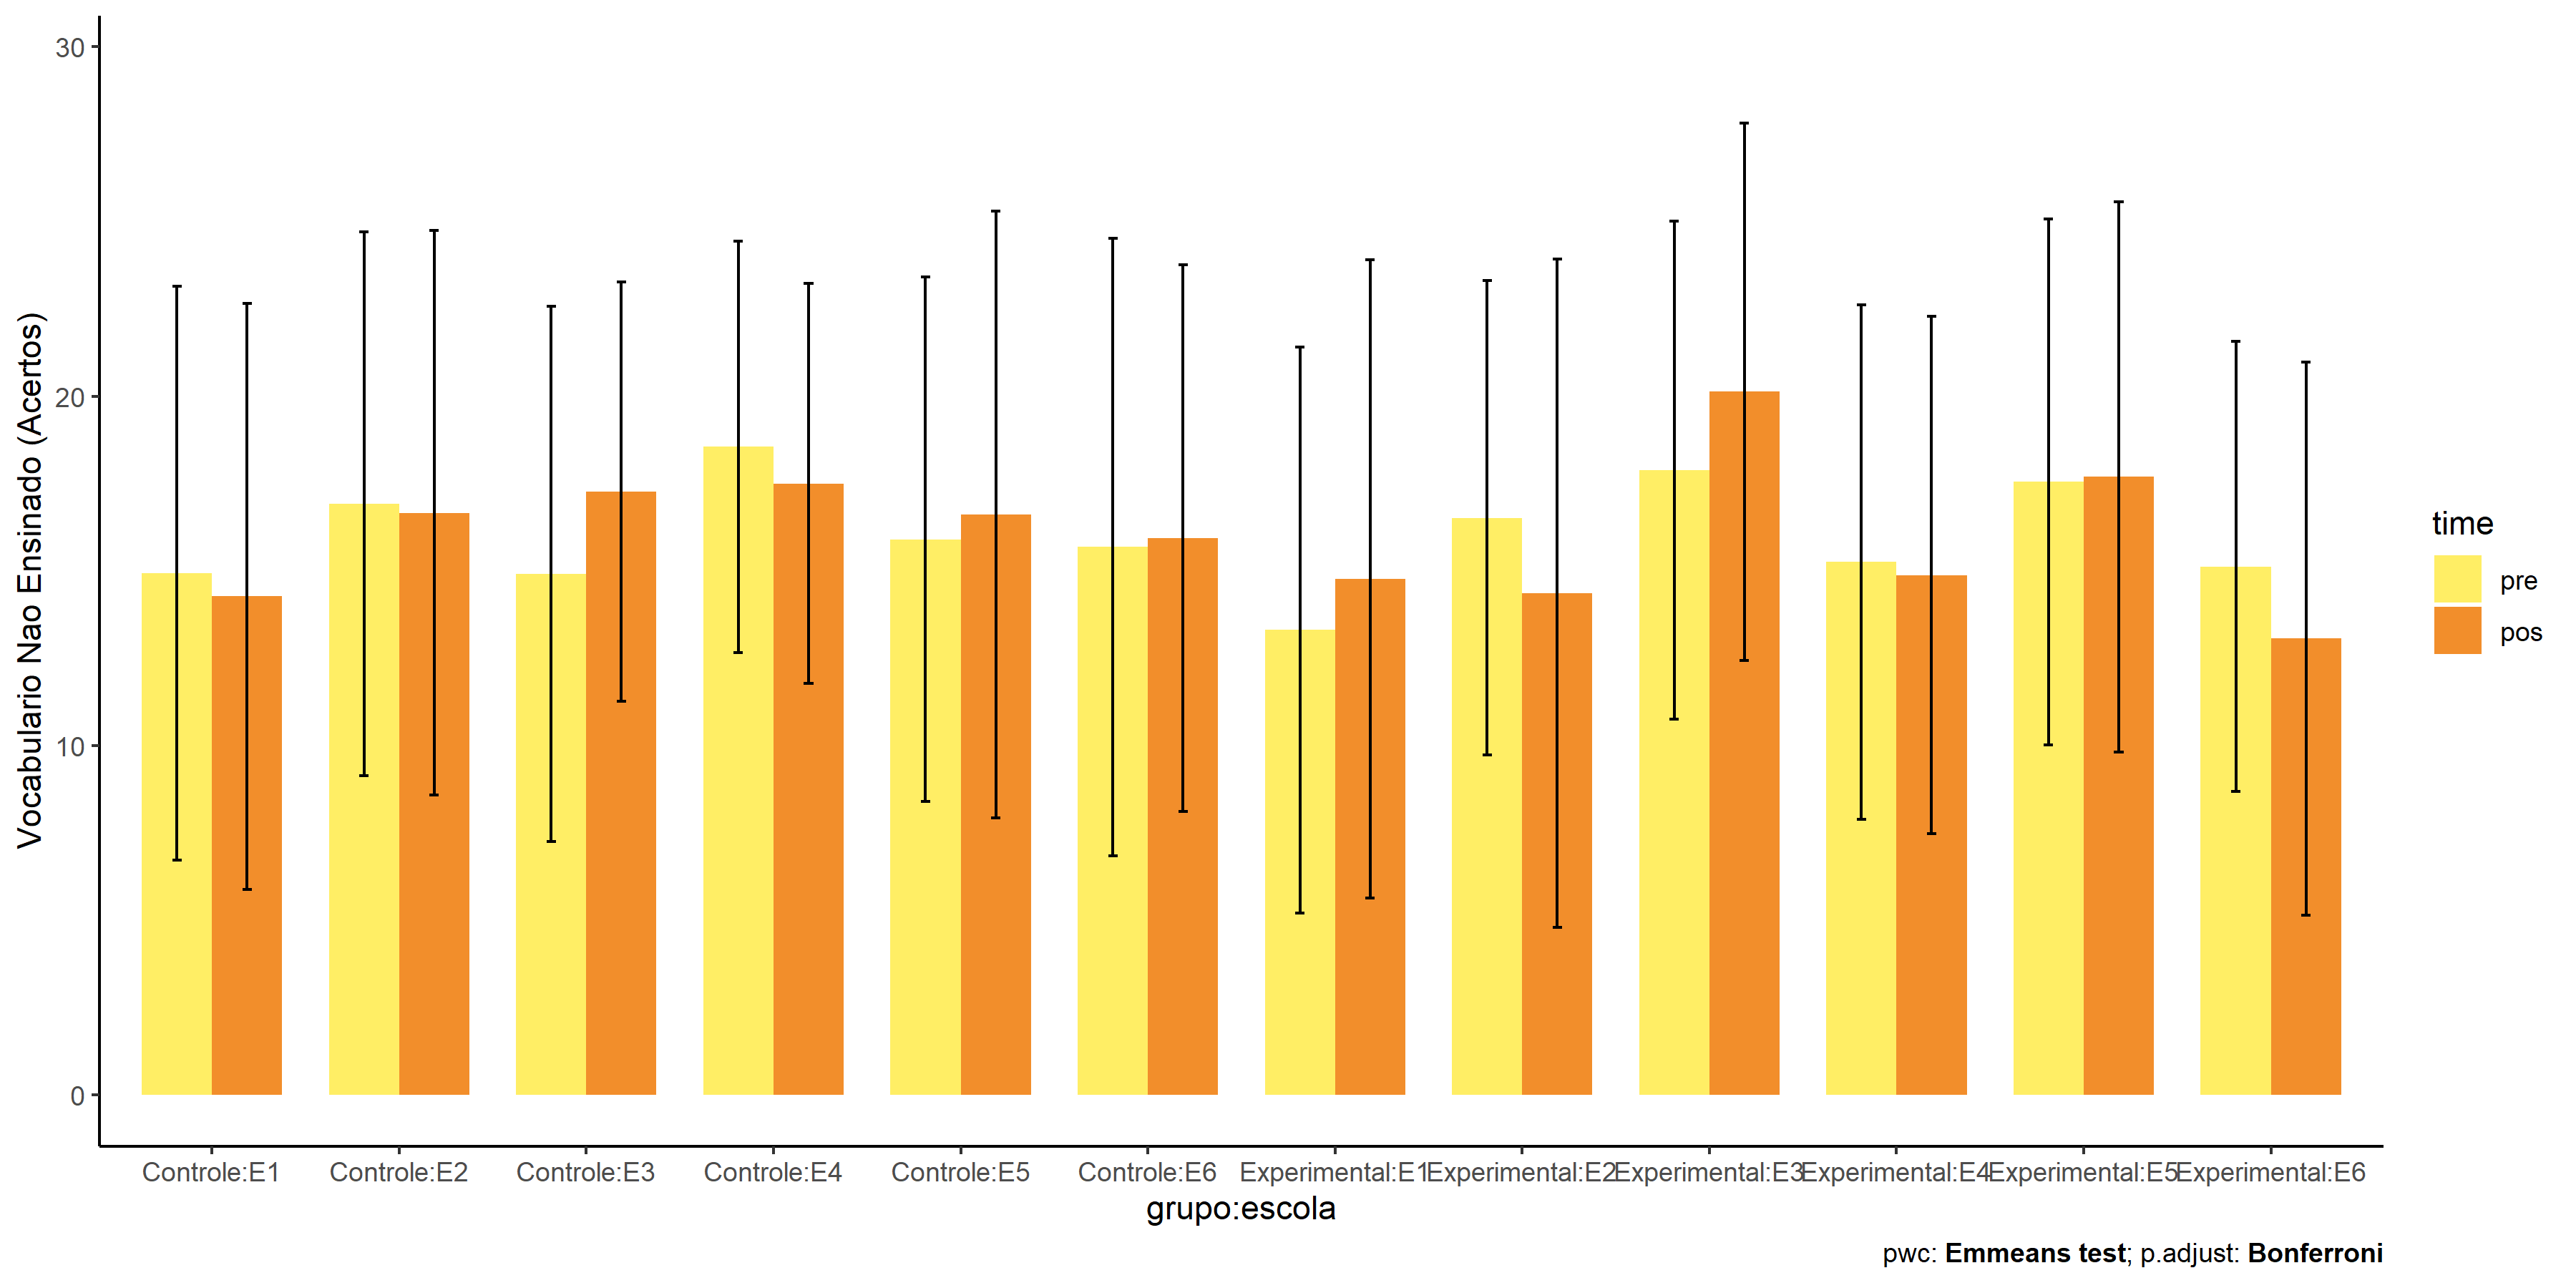 Vocabulario Nao Ensinado (Acertos)
30
20
10
0
Controle:E1
Controle:E2
Controle:E3
Controle:E4
Controle:E5
Controle:E6
Experimental:E1
Experimental:E2
Experimental:E3
Experimental:E4
Experimental:E5
Experimental:E6
grupo:escola
time
pre
pos
pwc: Emmeans test; p.adjust: Bonferroni